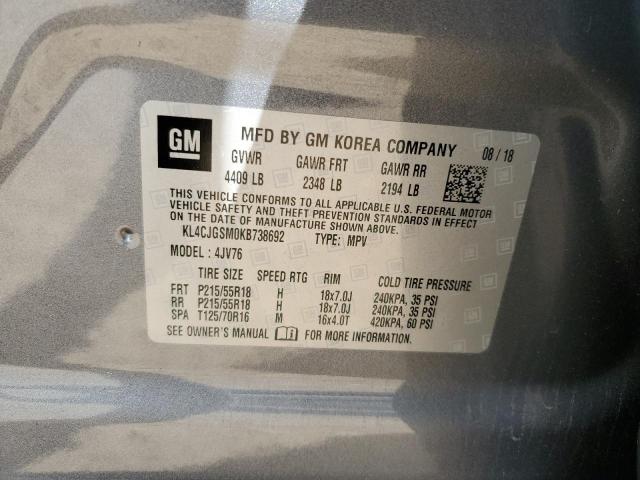 GM MFD BY GM KOREA COMPANY 08 / 18
GVWR GAWR FRT GAWR RR
4409 LB 2348 LB 2194 LB
THIS VEHICLE CONFORMS TO ALL APPLICABLE U.S. FEDERAL MOTOR
VEHICLE SAFETY AND THEFT PREVENTION STANDARDS IN EFFECT
ON THE DATE OF MANUFACTURE SHOWN ABOVE.
KL4CJGSM0KB738692 TYPE: MPV
MODEL : 4JV76
TIRE SIZE SPEED RTG RIM COLD TIRE PRESSURE
FRT P215/55R18 H 18x7.0J 240KPA, 35 PSI
RR P215/55R18 H 18x7.0J 240KPA, 35 PSI
SPA T125/70R16 M 16x4.0T 420KPA, 60 PSI
SEE OWNER'S MANUAL FOR MORE INFORMATION